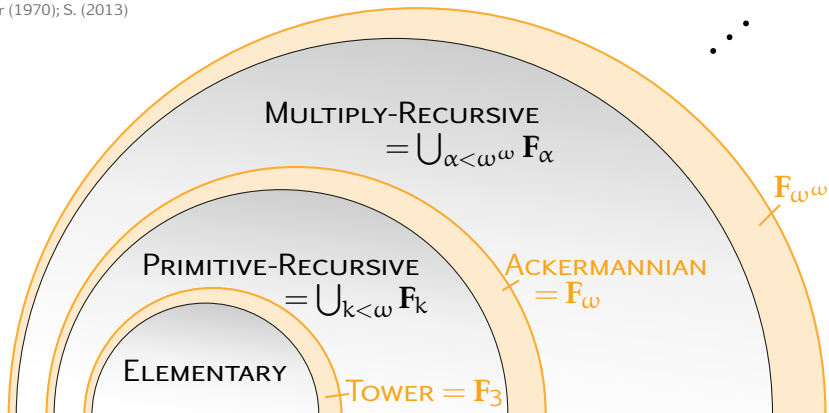 r (1970); S. (2013)
MULTIPLY-RECURSIVE
= ⋃α<ω^ω Fα
Fω^ω
PRIMITIVE-RECURSIVE
= ⋃k<ω Fk
ACKERMANNIAN
= Fω
ELEMENTARY
TOWER = F₃